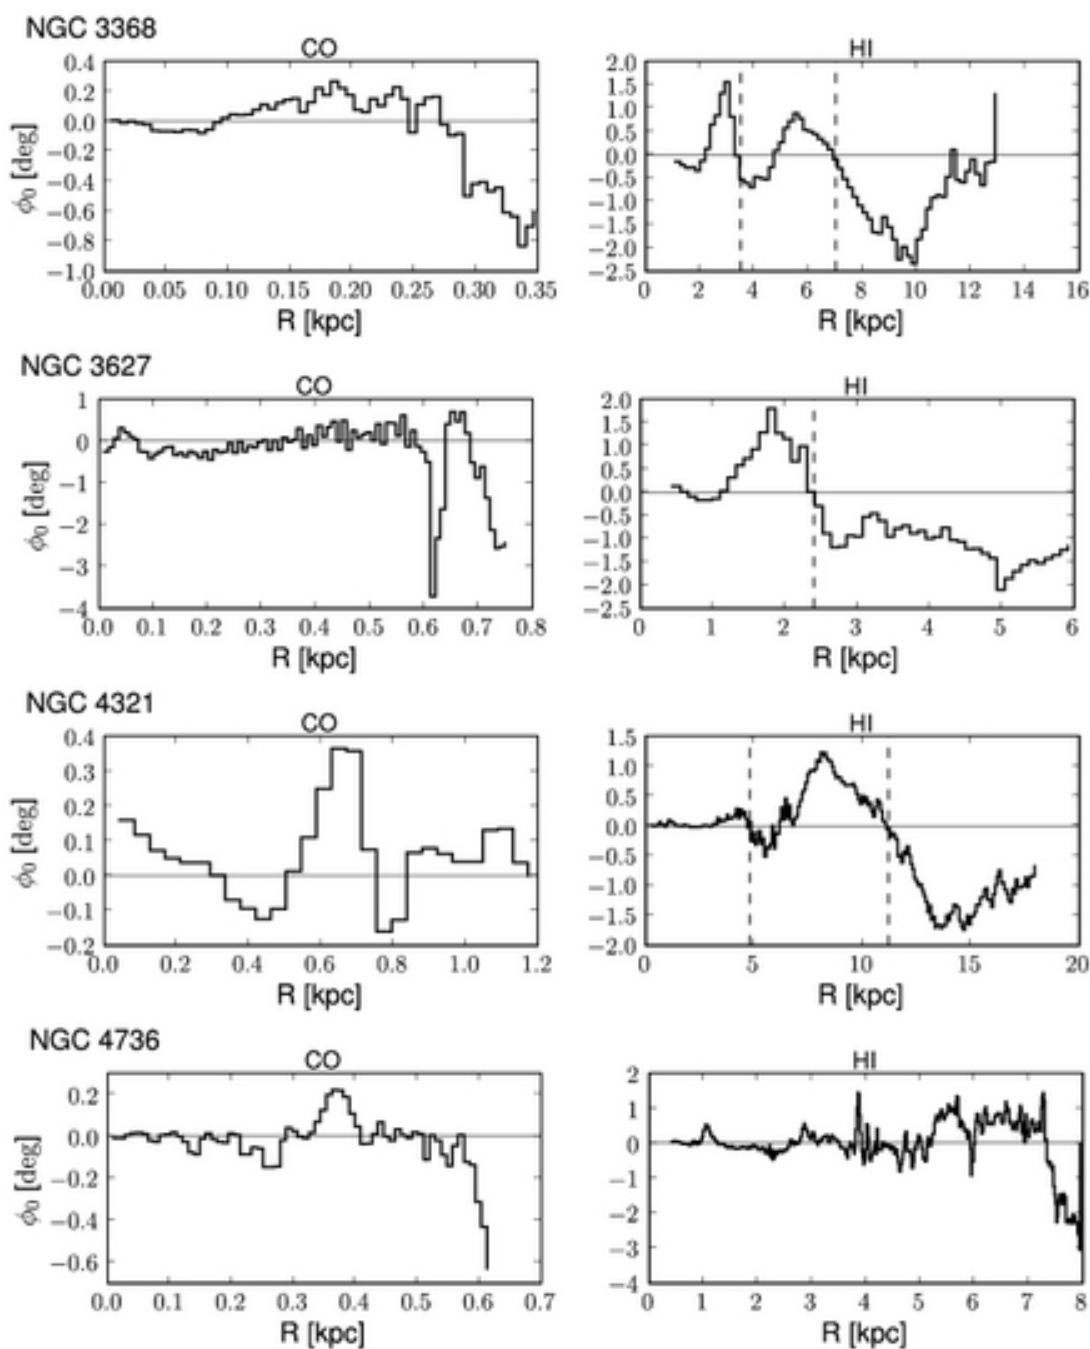 NGC 3368
CO HI
0.4 0.2 0.0 −0.2 −0.4 −0.6 −0.8 −1.0
ϕ0 [deg]
0.00 0.05 0.10 0.15 0.20 0.25 0.30 0.35
R [kpc]
2.0 1.5 1.0 0.5 0.0 −0.5 −1.0 −1.5 −2.0 −2.5
0 2 4 6 8 10 12 14 16
R [kpc]
NGC 3627
CO HI
1 0 −1 −2 −3 −4
ϕ0 [deg]
0.0 0.1 0.2 0.3 0.4 0.5 0.6 0.7 0.8
R [kpc]
2.0 1.5 1.0 0.5 0.0 −0.5 −1.0 −1.5 −2.0 −2.5
0 1 2 3 4 5 6
R [kpc]
NGC 4321
CO HI
0.4 0.3 0.2 0.1 0.0 −0.1 −0.2
ϕ0 [deg]
0.0 0.2 0.4 0.6 0.8 1.0 1.2
R [kpc]
1.5 1.0 0.5 0.0 −0.5 −1.0 −1.5 −2.0
0 5 10 15 20
R [kpc]
NGC 4736
CO HI
0.2 0.0 −0.2 −0.4 −0.6
ϕ0 [deg]
0.0 0.1 0.2 0.3 0.4 0.5 0.6 0.7
R [kpc]
2 1 0 −1 −2 −3 −4
0 1 2 3 4 5 6 7 8
R [kpc]